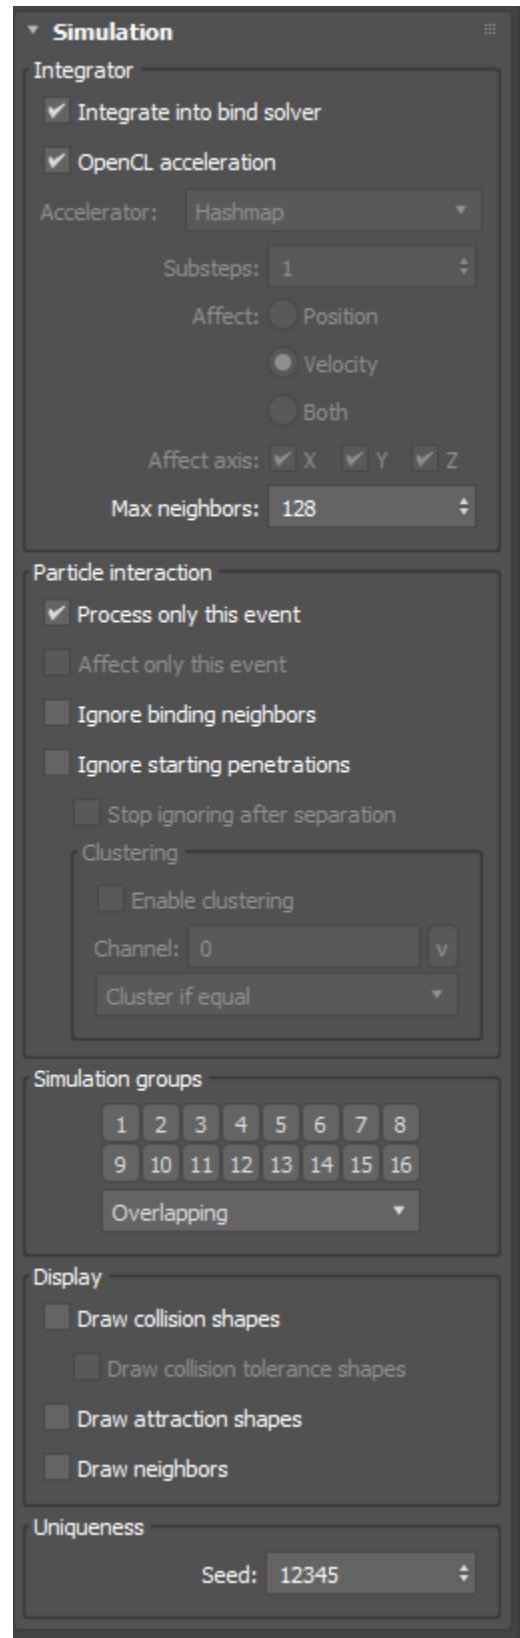 Simulation
Integrator
Integrate into bind solver
OpenCL acceleration
Accelerator: Hashmap
Substeps: 1
Affect: Position
Velocity
Both
Affect axis: X Y Z
Max neighbors: 128
Particle interaction
Process only this event
Affect only this event
Ignore binding neighbors
Ignore starting penetrations
Stop ignoring after separation
Clustering
Enable clustering
Channel: 0 v
Cluster if equal
Simulation groups
1 2 3 4 5 6 7 8
9 10 11 12 13 14 15 16
Overlapping
Display
Draw collision shapes
Draw collision tolerance shapes
Draw attraction shapes
Draw neighbors
Uniqueness
Seed: 12345